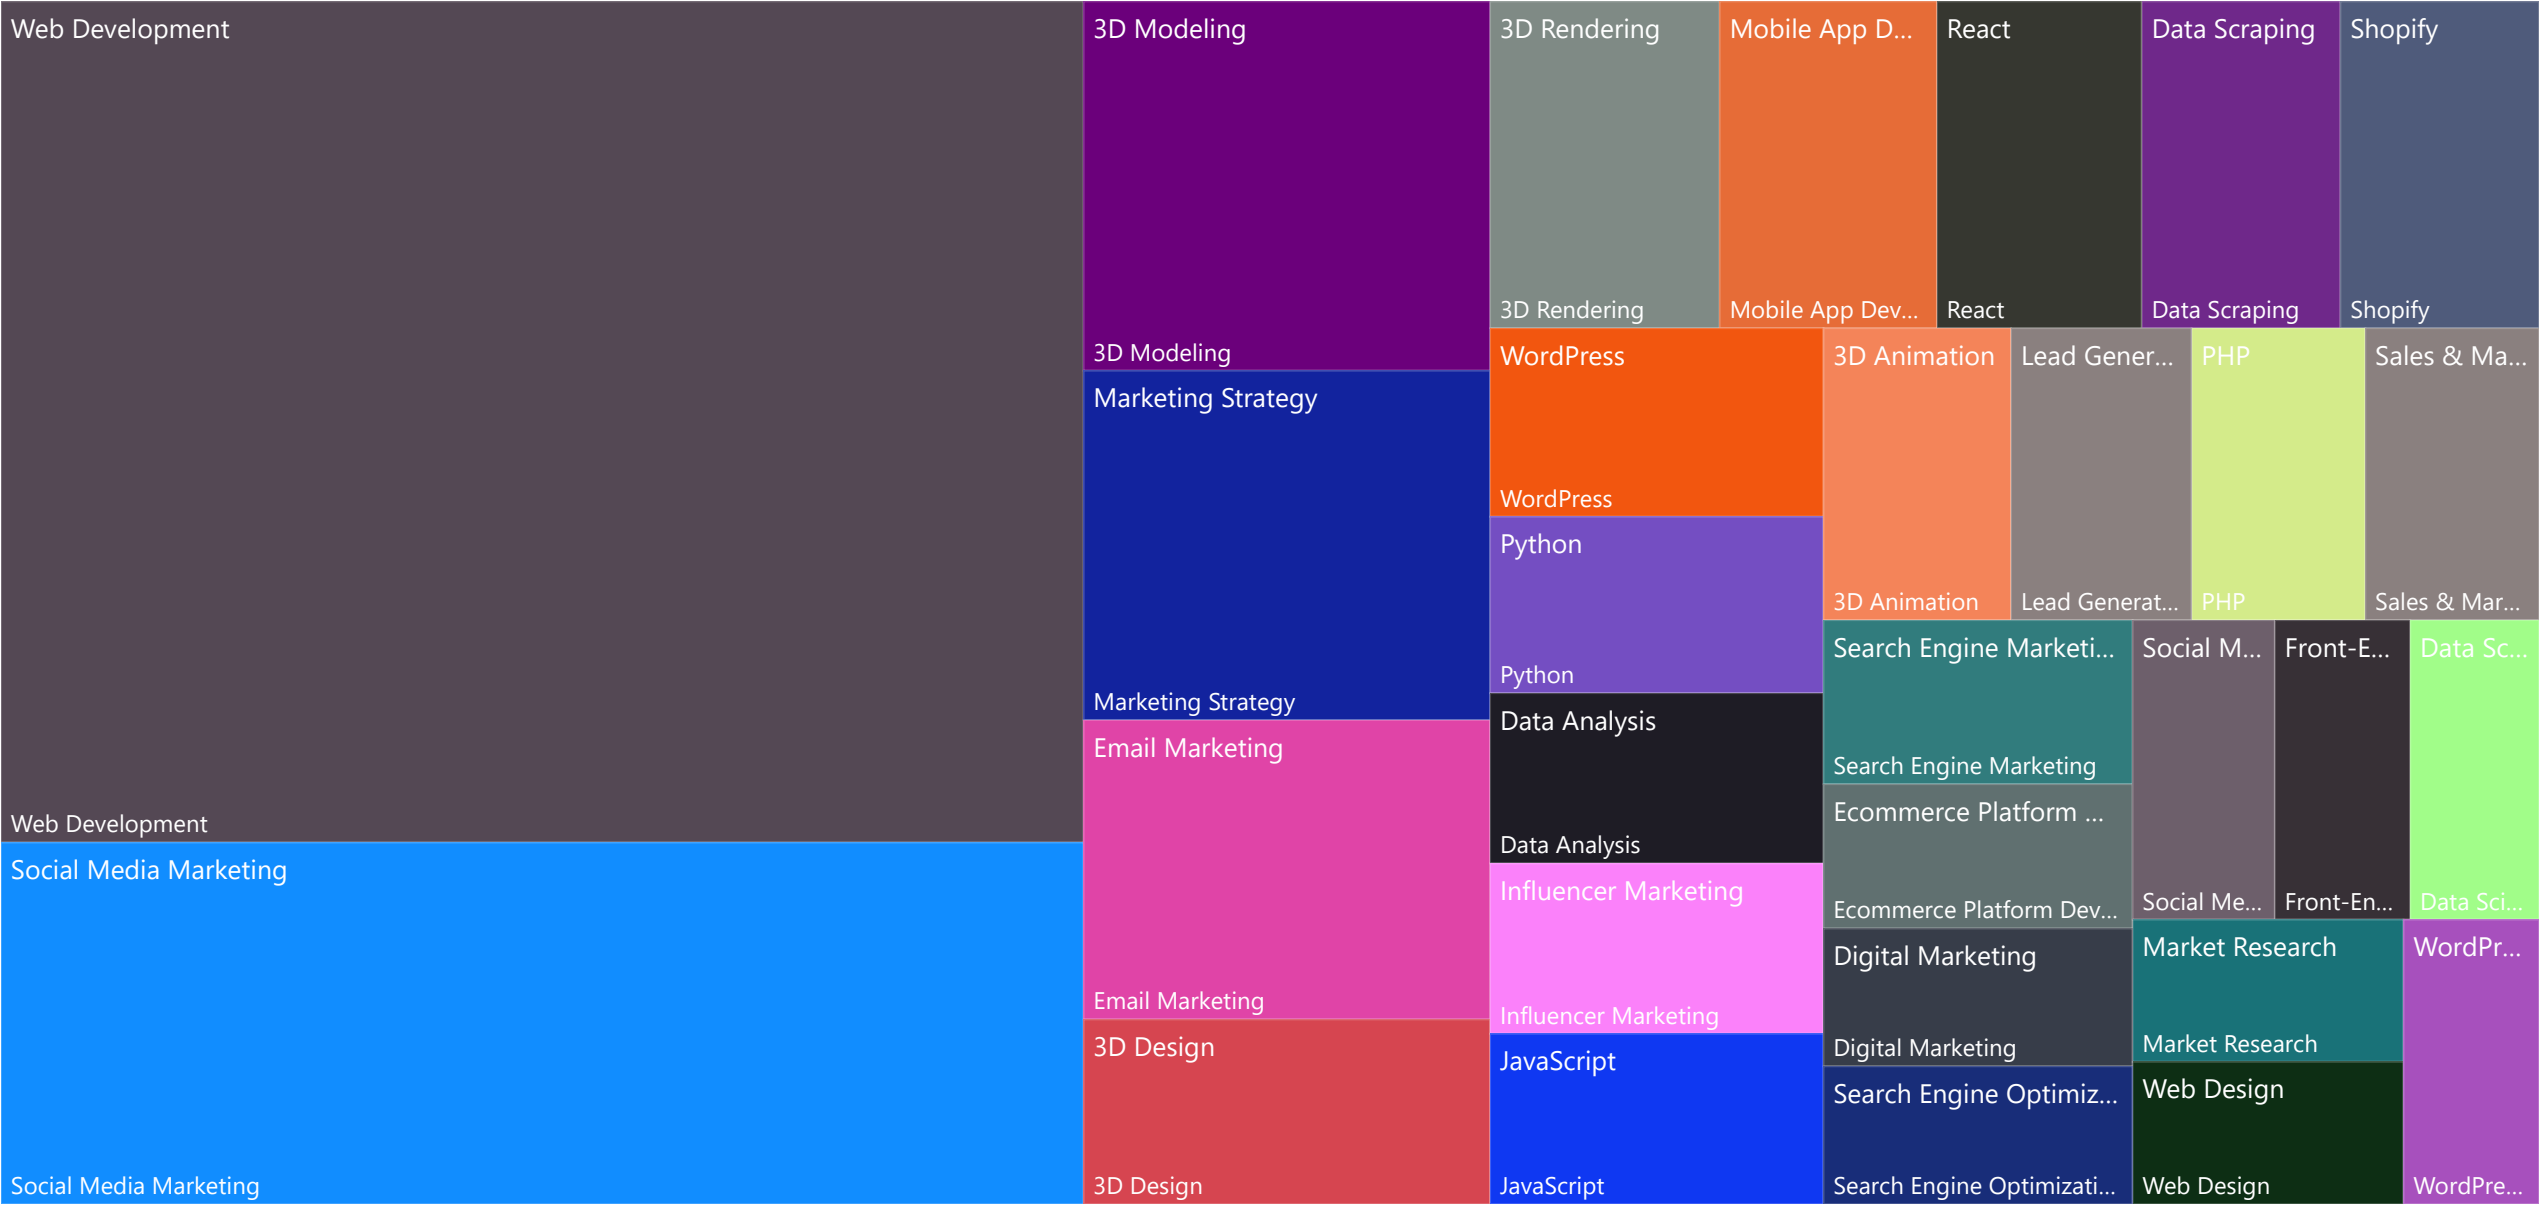 Web Development
Web Development
Social Media Marketing
Social Media Marketing
3D Modeling
3D Modeling
Marketing Strategy
Marketing Strategy
Email Marketing
Email Marketing
3D Design
3D Design
3D Rendering
3D Rendering
Mobile App D...
Mobile App Dev...
React
React
Data Scraping
Data Scraping
Shopify
Shopify
WordPress
WordPress
Python
Python
Data Analysis
Data Analysis
Influencer Marketing
Influencer Marketing
JavaScript
JavaScript
3D Animation
3D Animation
Lead Gener...
Lead Generat...
PHP
PHP
Sales & Ma...
Sales & Mar...
Search Engine Marketi...
Search Engine Marketing
Ecommerce Platform ...
Ecommerce Platform Dev...
Digital Marketing
Digital Marketing
Search Engine Optimiz...
Search Engine Optimizati...
Social M...
Social Me...
Front-E...
Front-En...
Data Sc...
Data Sci...
Market Research
Market Research
Web Design
Web Design
WordPr...
WordPre...